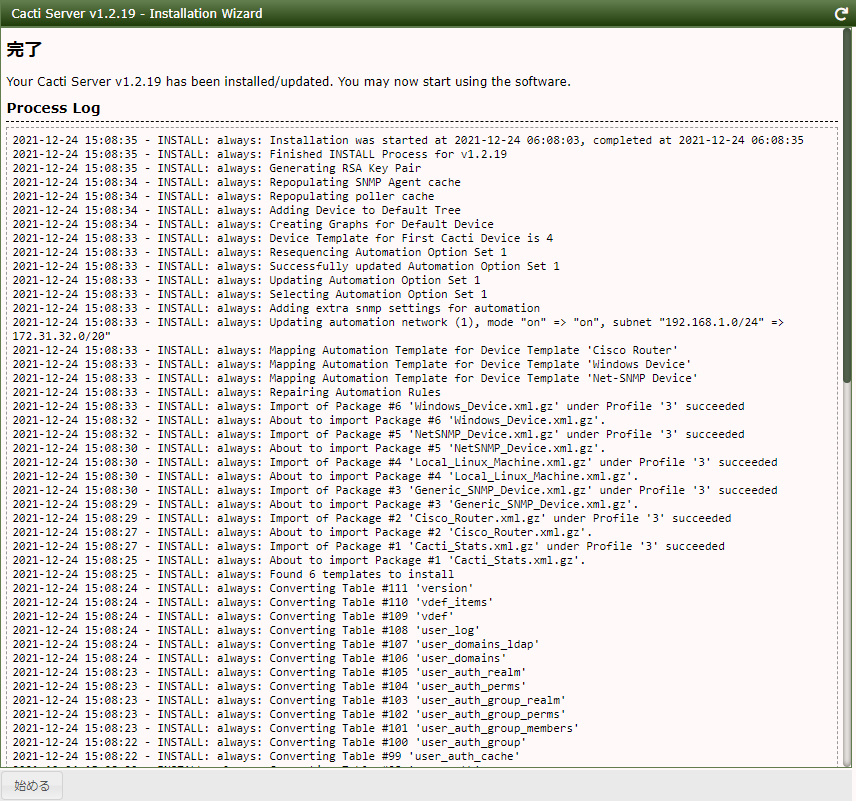 Cacti Server v1.2.19 - Installation Wizard
完了
Your Cacti Server v1.2.19 has been installed/updated. You may now start using the software.
Process Log
2021-12-24 15:08:35 - INSTALL: always: Installation was started at 2021-12-24 06:08:03, completed at 2021-12-24 06:08:35
2021-12-24 15:08:35 - INSTALL: always: Finished INSTALL Process for v1.2.19
2021-12-24 15:08:35 - INSTALL: always: Generating RSA Key Pair
2021-12-24 15:08:34 - INSTALL: always: Repopulating SNMP Agent cache
2021-12-24 15:08:34 - INSTALL: always: Repopulating poller cache
2021-12-24 15:08:34 - INSTALL: always: Adding Device to Default Tree
2021-12-24 15:08:34 - INSTALL: always: Creating Graphs for Default Device
2021-12-24 15:08:33 - INSTALL: always: Device Template for First Cacti Device is 4
2021-12-24 15:08:33 - INSTALL: always: Resequencing Automation Option Set 1
2021-12-24 15:08:33 - INSTALL: always: Successfully updated Automation Option Set 1
2021-12-24 15:08:33 - INSTALL: always: Updating Automation Option Set 1
2021-12-24 15:08:33 - INSTALL: always: Selecting Automation Option Set 1
2021-12-24 15:08:33 - INSTALL: always: Adding extra snmp settings for automation
2021-12-24 15:08:33 - INSTALL: always: Updating automation network (1), mode "on" => "on", subnet "192.168.1.0/24" =>
172.31.32.0/20"
2021-12-24 15:08:33 - INSTALL: always: Mapping Automation Template for Device Template 'Cisco Router'
2021-12-24 15:08:33 - INSTALL: always: Mapping Automation Template for Device Template 'Windows Device'
2021-12-24 15:08:33 - INSTALL: always: Mapping Automation Template for Device Template 'Net-SNMP Device'
2021-12-24 15:08:33 - INSTALL: always: Repairing Automation Rules
2021-12-24 15:08:33 - INSTALL: always: Import of Package #6 'Windows_Device.xml.gz' under Profile '3' succeeded
2021-12-24 15:08:32 - INSTALL: always: About to import Package #6 'Windows_Device.xml.gz'.
2021-12-24 15:08:32 - INSTALL: always: Import of Package #5 'NetSNMP_Device.xml.gz' under Profile '3' succeeded
2021-12-24 15:08:30 - INSTALL: always: About to import Package #5 'NetSNMP_Device.xml.gz'.
2021-12-24 15:08:30 - INSTALL: always: Import of Package #4 'Local_Linux_Machine.xml.gz' under Profile '3' succeeded
2021-12-24 15:08:30 - INSTALL: always: About to import Package #4 'Local_Linux_Machine.xml.gz'.
2021-12-24 15:08:30 - INSTALL: always: Import of Package #3 'Generic_SNMP_Device.xml.gz' under Profile '3' succeeded
2021-12-24 15:08:29 - INSTALL: always: About to import Package #3 'Generic_SNMP_Device.xml.gz'.
2021-12-24 15:08:29 - INSTALL: always: Import of Package #2 'Cisco_Router.xml.gz' under Profile '3' succeeded
2021-12-24 15:08:27 - INSTALL: always: About to import Package #2 'Cisco_Router.xml.gz'.
2021-12-24 15:08:27 - INSTALL: always: Import of Package #1 'Cacti_Stats.xml.gz' under Profile '3' succeeded
2021-12-24 15:08:25 - INSTALL: always: About to import Package #1 'Cacti_Stats.xml.gz'.
2021-12-24 15:08:25 - INSTALL: always: Found 6 templates to install
2021-12-24 15:08:24 - INSTALL: always: Converting Table #111 'version'
2021-12-24 15:08:24 - INSTALL: always: Converting Table #110 'vdef_items'
2021-12-24 15:08:24 - INSTALL: always: Converting Table #109 'vdef'
2021-12-24 15:08:24 - INSTALL: always: Converting Table #108 'user_log'
2021-12-24 15:08:24 - INSTALL: always: Converting Table #107 'user_domains_ldap'
2021-12-24 15:08:24 - INSTALL: always: Converting Table #106 'user_domains'
2021-12-24 15:08:23 - INSTALL: always: Converting Table #105 'user_auth_realm'
2021-12-24 15:08:23 - INSTALL: always: Converting Table #104 'user_auth_perms'
2021-12-24 15:08:23 - INSTALL: always: Converting Table #103 'user_auth_group_realm'
2021-12-24 15:08:23 - INSTALL: always: Converting Table #102 'user_auth_group_perms'
2021-12-24 15:08:23 - INSTALL: always: Converting Table #101 'user_auth_group_members'
2021-12-24 15:08:22 - INSTALL: always: Converting Table #100 'user_auth_group'
2021-12-24 15:08:22 - INSTALL: always: Converting Table #99 'user_auth_cache'
始める